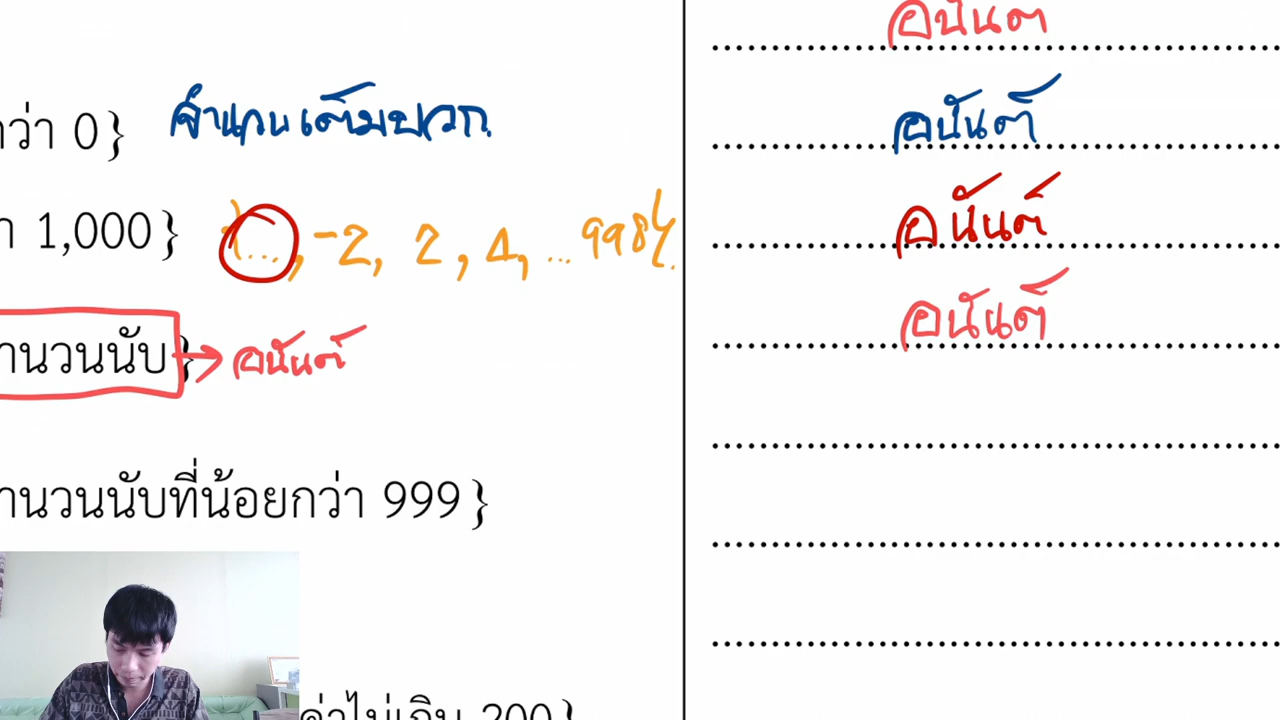 อนันต์
กว่า 0} จำนวนเต็มบวก อนันต์
1,000} {..., -2, 2, 4, ... 998} อนันต์
ำนวนนับ} → อนันต์ อนันต์
ำนวนนับที่น้อยกว่า 999}
ค่าไม่เกิน 200}